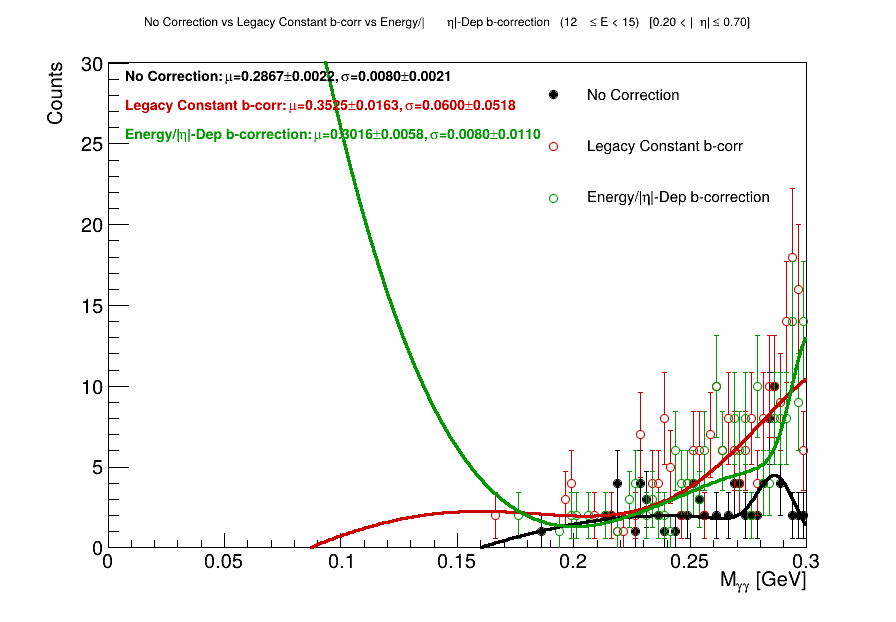 No Correction vs Legacy Constant b-corr vs Energy/| η|-Dep b-correction (12 ≤ E < 15) [0.20 < | η| ≤ 0.70]
Counts
30
25
20
15
10
5
0
No Correction: μ=0.2867±0.0022, σ=0.0080±0.0021
Legacy Constant b-corr: μ=0.3525±0.0163, σ=0.0600±0.0518
Energy/|η|-Dep b-correction: μ=0.3016±0.0058, σ=0.0080±0.0110
No Correction
Legacy Constant b-corr
Energy/|η|-Dep b-correction
0 0.05 0.1 0.15 0.2 0.25 0.3
Mγγ [GeV]